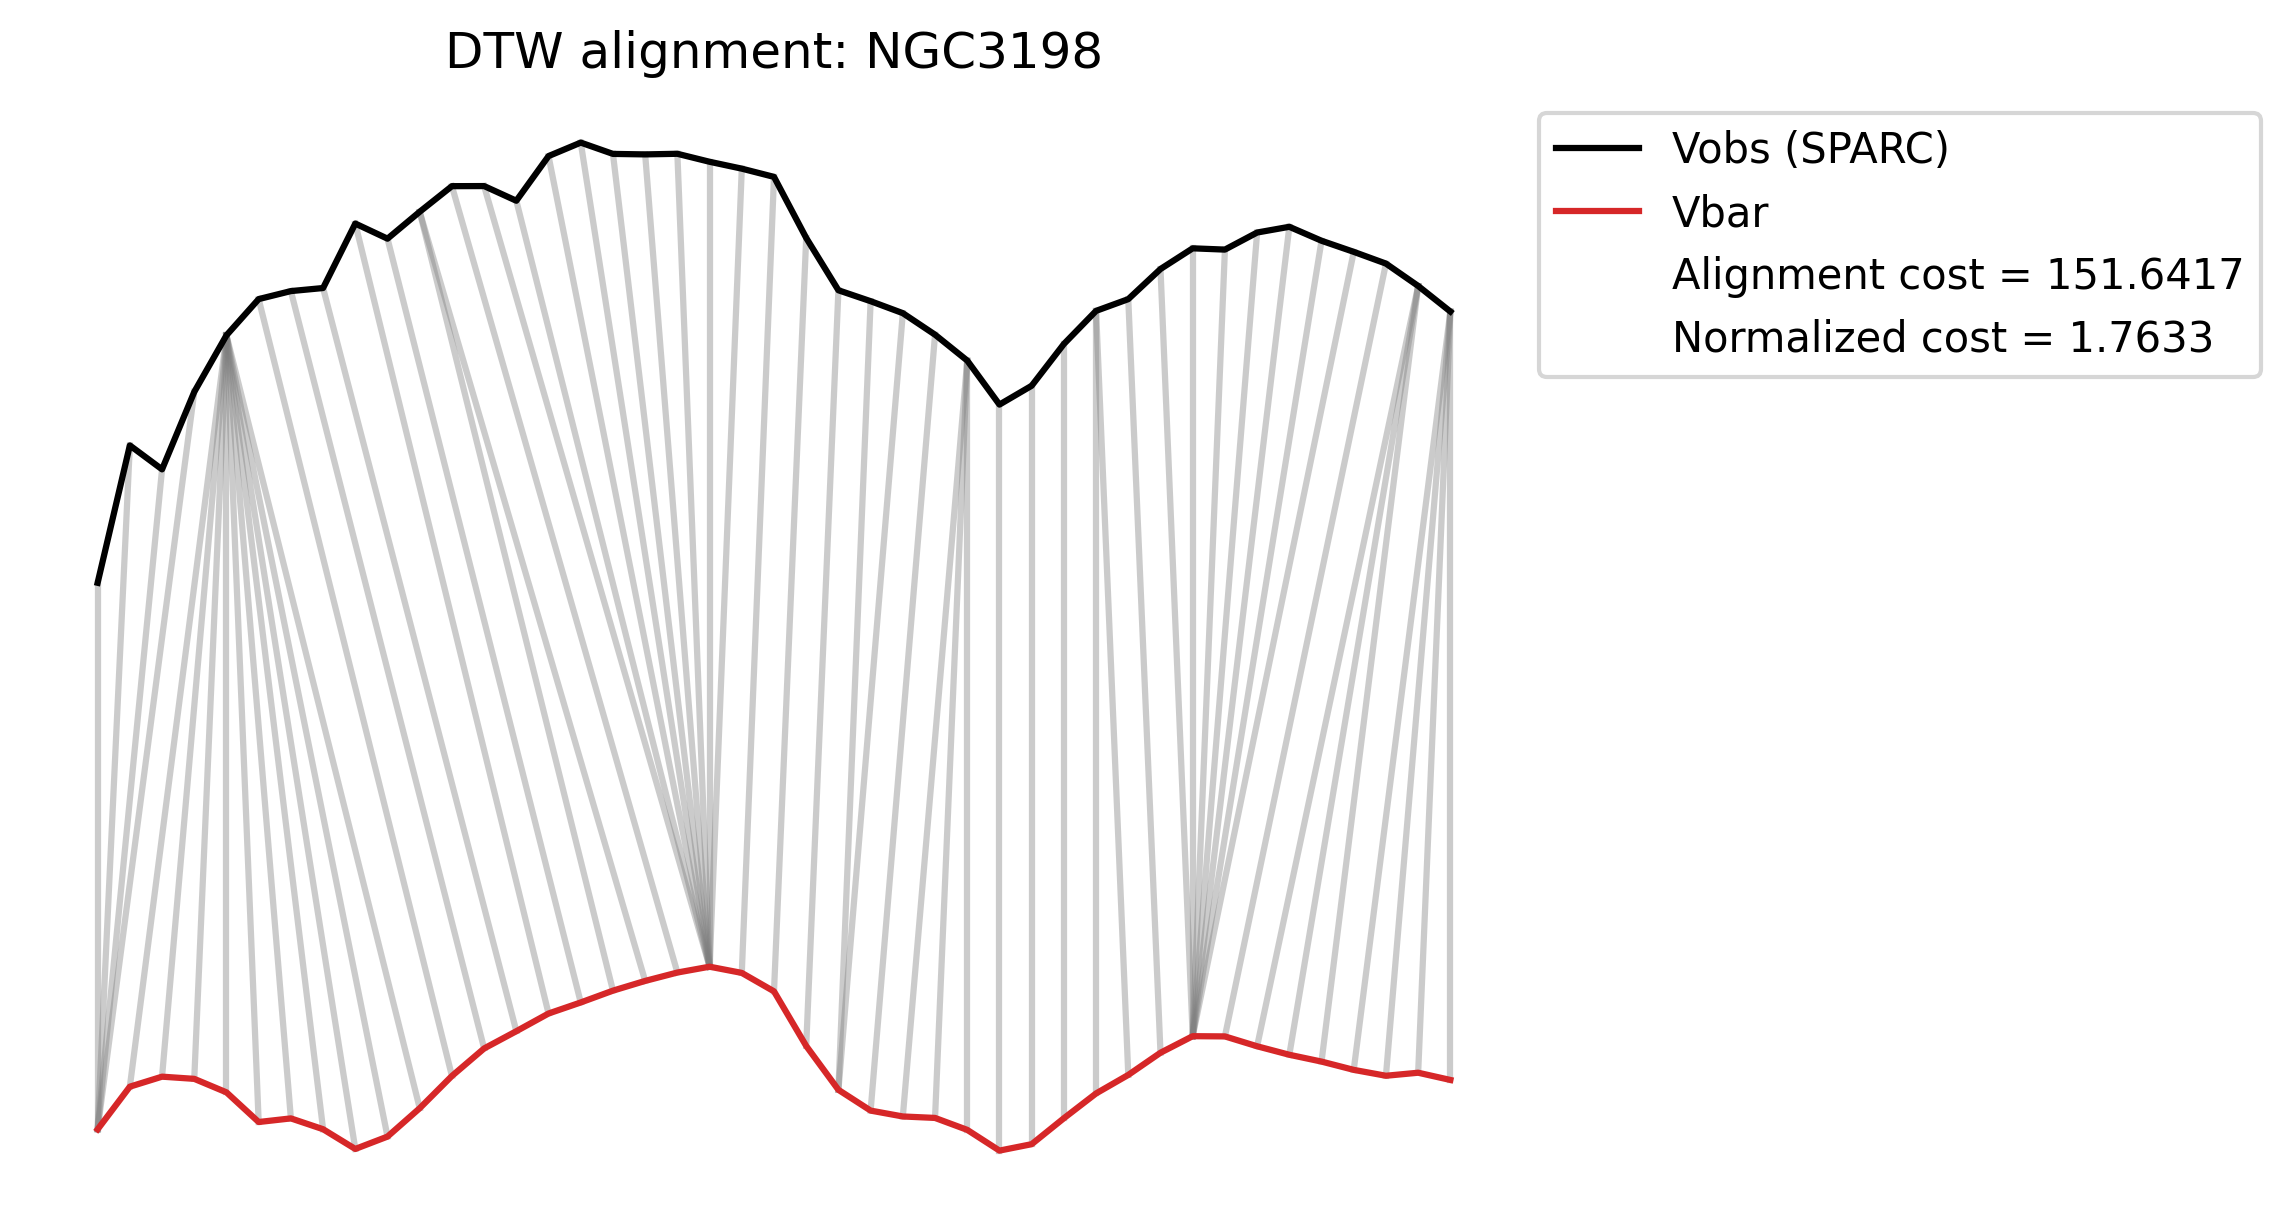 DTW alignment: NGC3198
Vobs (SPARC)
Vbar
Alignment cost = 151.6417
Normalized cost = 1.7633